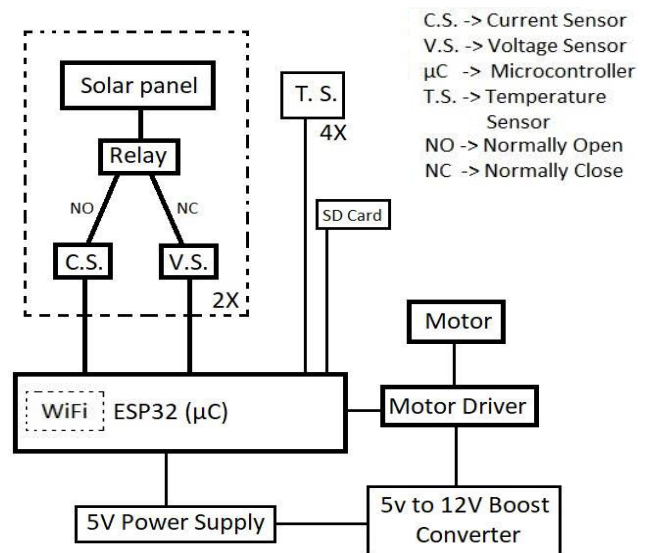 C.S. -> Current Sensor
V.S. -> Voltage Sensor
µC -> Microcontroller
T.S. -> Temperature
Sensor
NO -> Normally Open
NC -> Normally Close
Solar panel
T. S.
4X
Relay
NO
NC
SD Card
C.S.
V.S.
2X
Motor
WiFi
ESP32 (µC)
Motor Driver
5V Power Supply
5v to 12V Boost
Converter